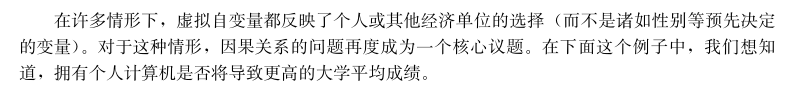 在许多情形下，虚拟自变量都反映了个人或其他经济单位的选择（而不是诸如性别等预先决定
的变量）。对于这种情形，因果关系的问题再度成为一个核心议题。在下面这个例子中，我们想知
道，拥有个人计算机是否将导致更高的大学平均成绩。